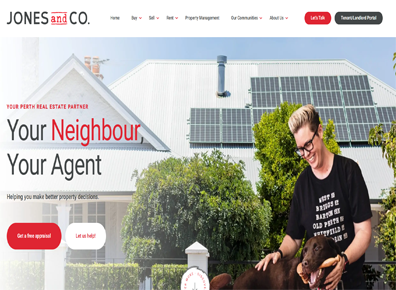 JONES and CO.
Home Buy Sell Rent Property Management Our Communities About Us Let's Talk Tenant/Landlord Portal
YOUR PERTH REAL ESTATE PARTNER
Your Neighbour,
Your Agent
Helping you make better property decisions.
Get a free appraisal Let us help!